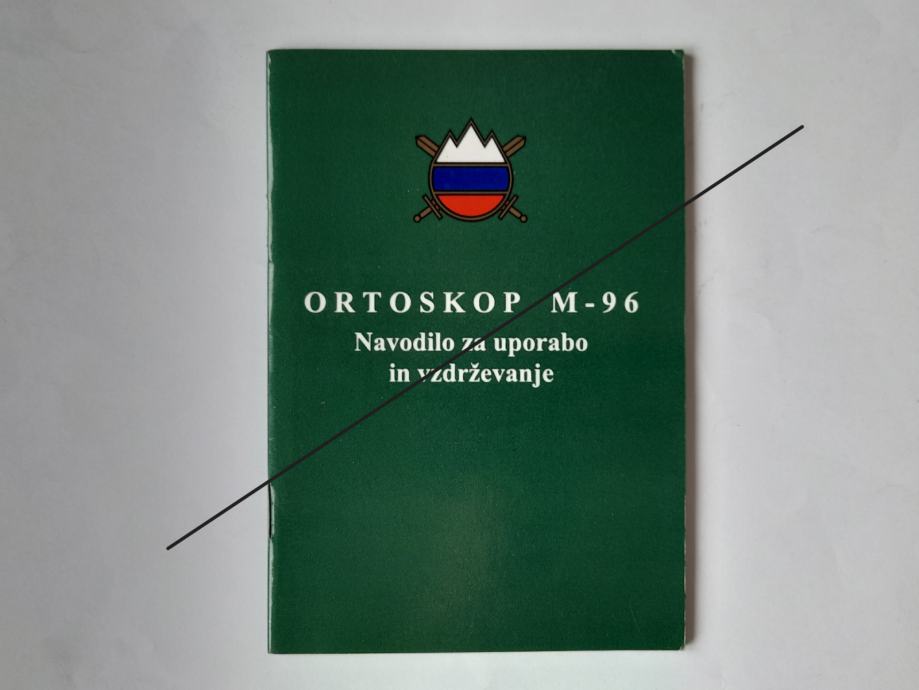 ORTOSKOP M-96
Navodilo za uporabo
in vzdrževanje